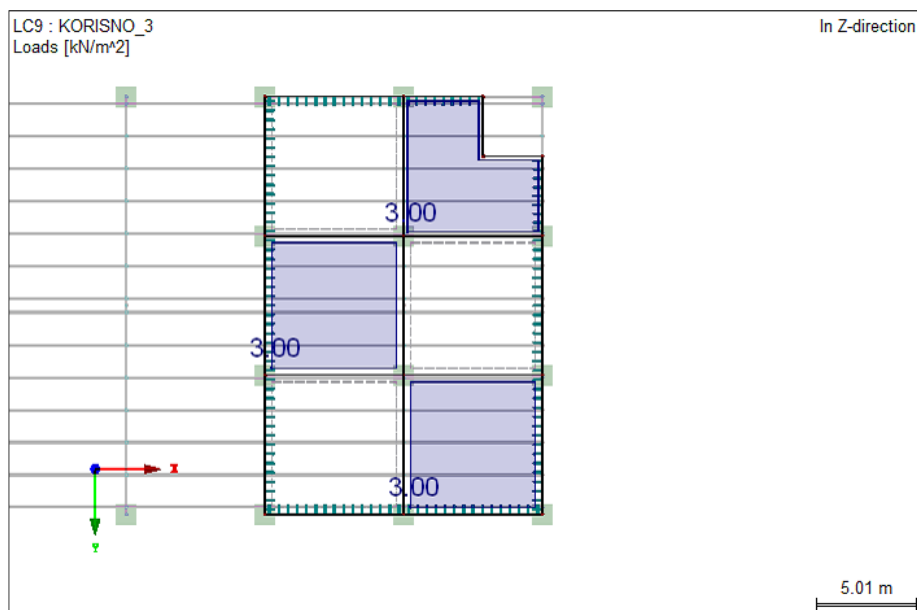 LC9 : KORISNO_3
Loads [kN/m^2]
In Z-direction
3.00
3.00
X
3.00
Y
5.01 m